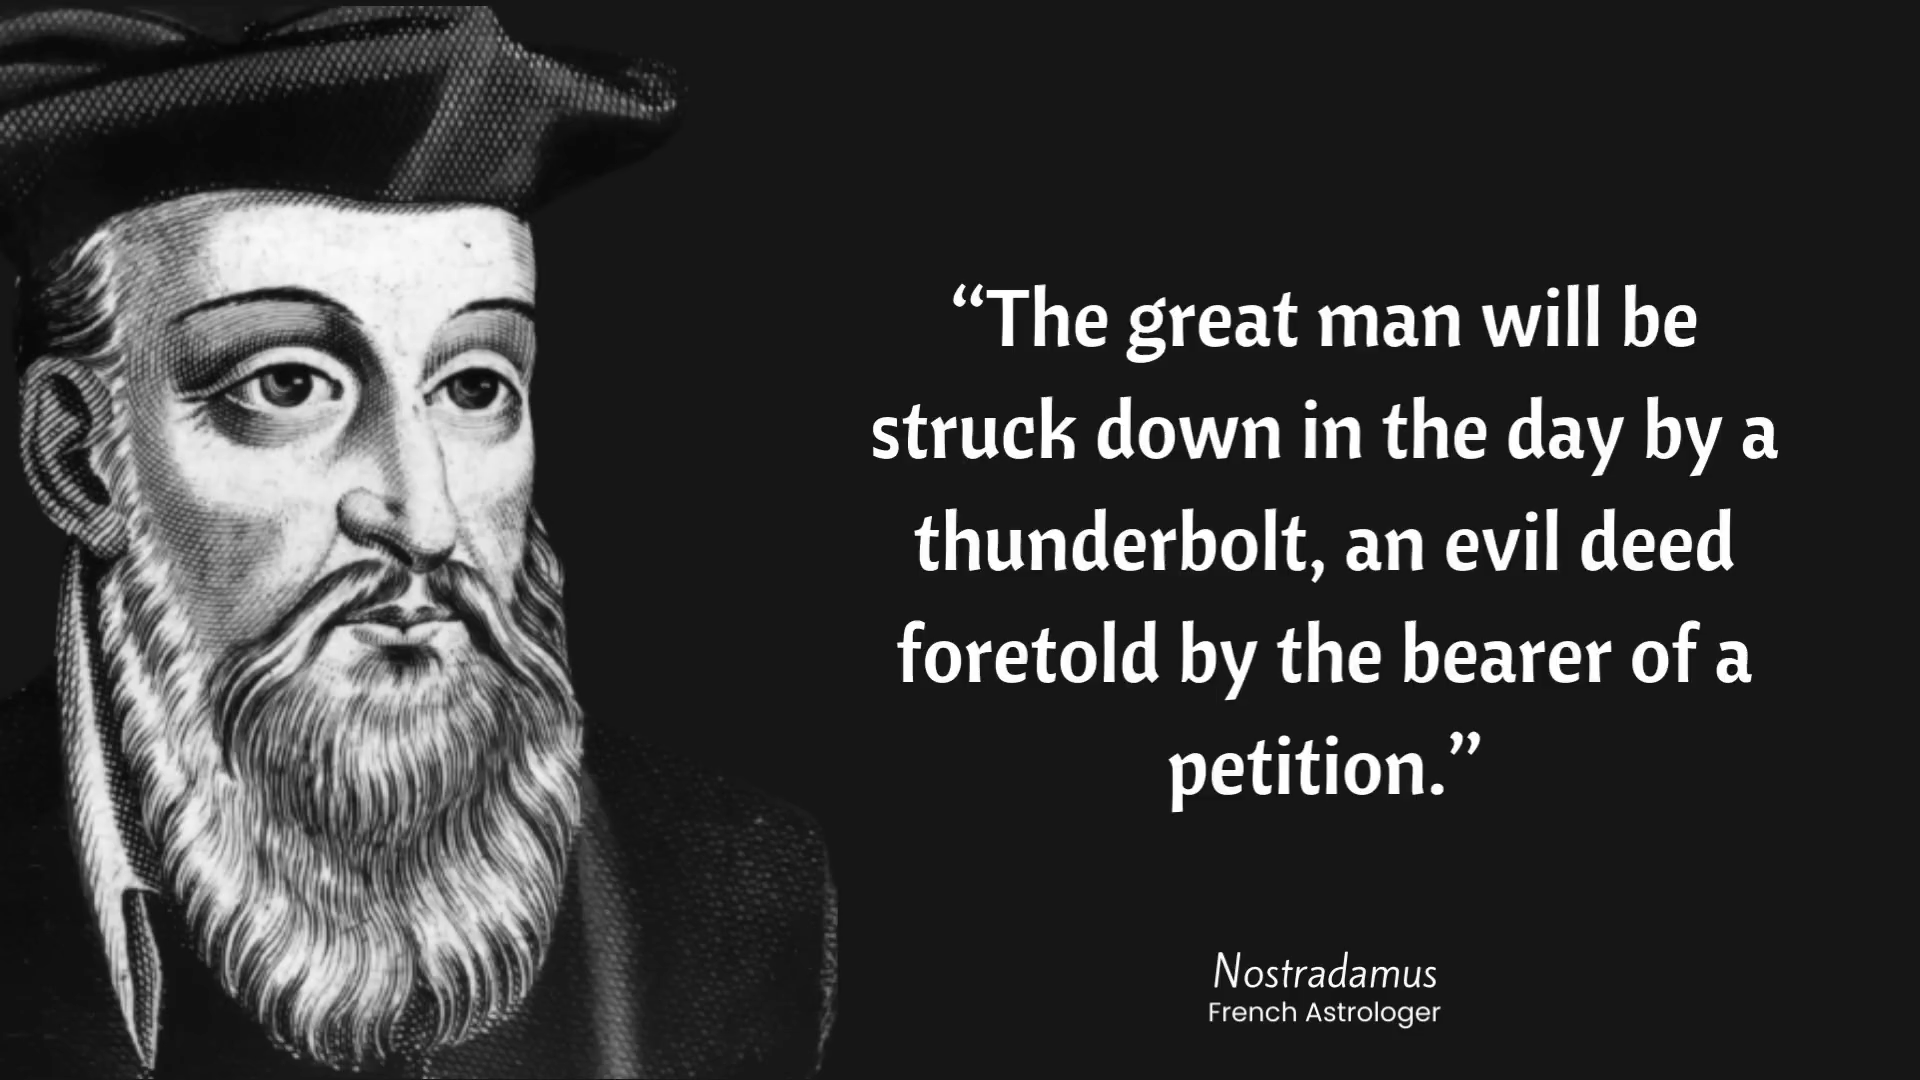 “The great man will be
struck down in the day by a
thunderbolt, an evil deed
foretold by the bearer of a
petition.”
Nostradamus
French Astrologer